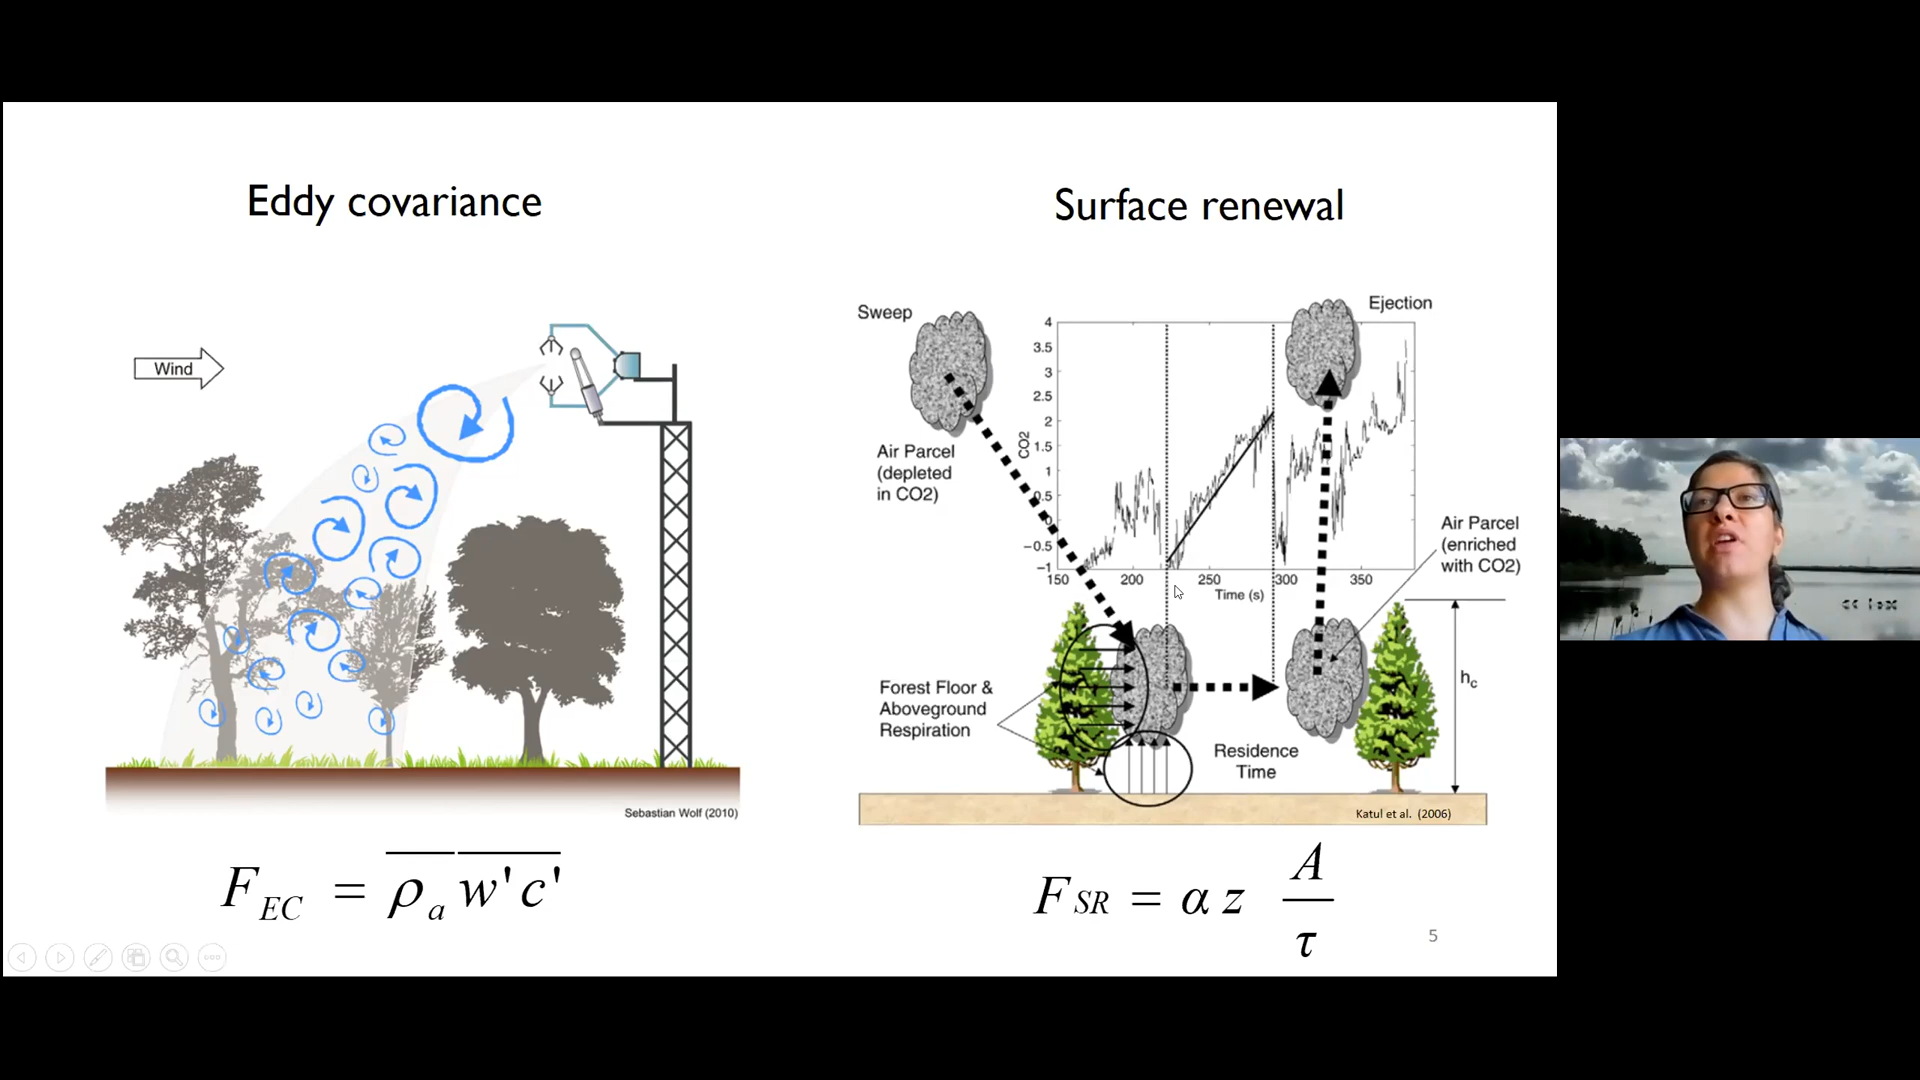 Eddy covariance
Wind
Sebastian Wolf (2010)
F_EC = ρ_a w'c'
Surface renewal
Sweep
Ejection
Air Parcel
(depleted
in CO2)
CO2
4
3.5
3
2.5
2
1.5
1
0.5
−0.5
−1
150
200
250
300
350
Time (s)
Air Parcel
(enriched
with CO2)
h_c
Forest Floor &
Aboveground
Respiration
Residence
Time
Katul et al. (2006)
F_SR = α z A/τ
5